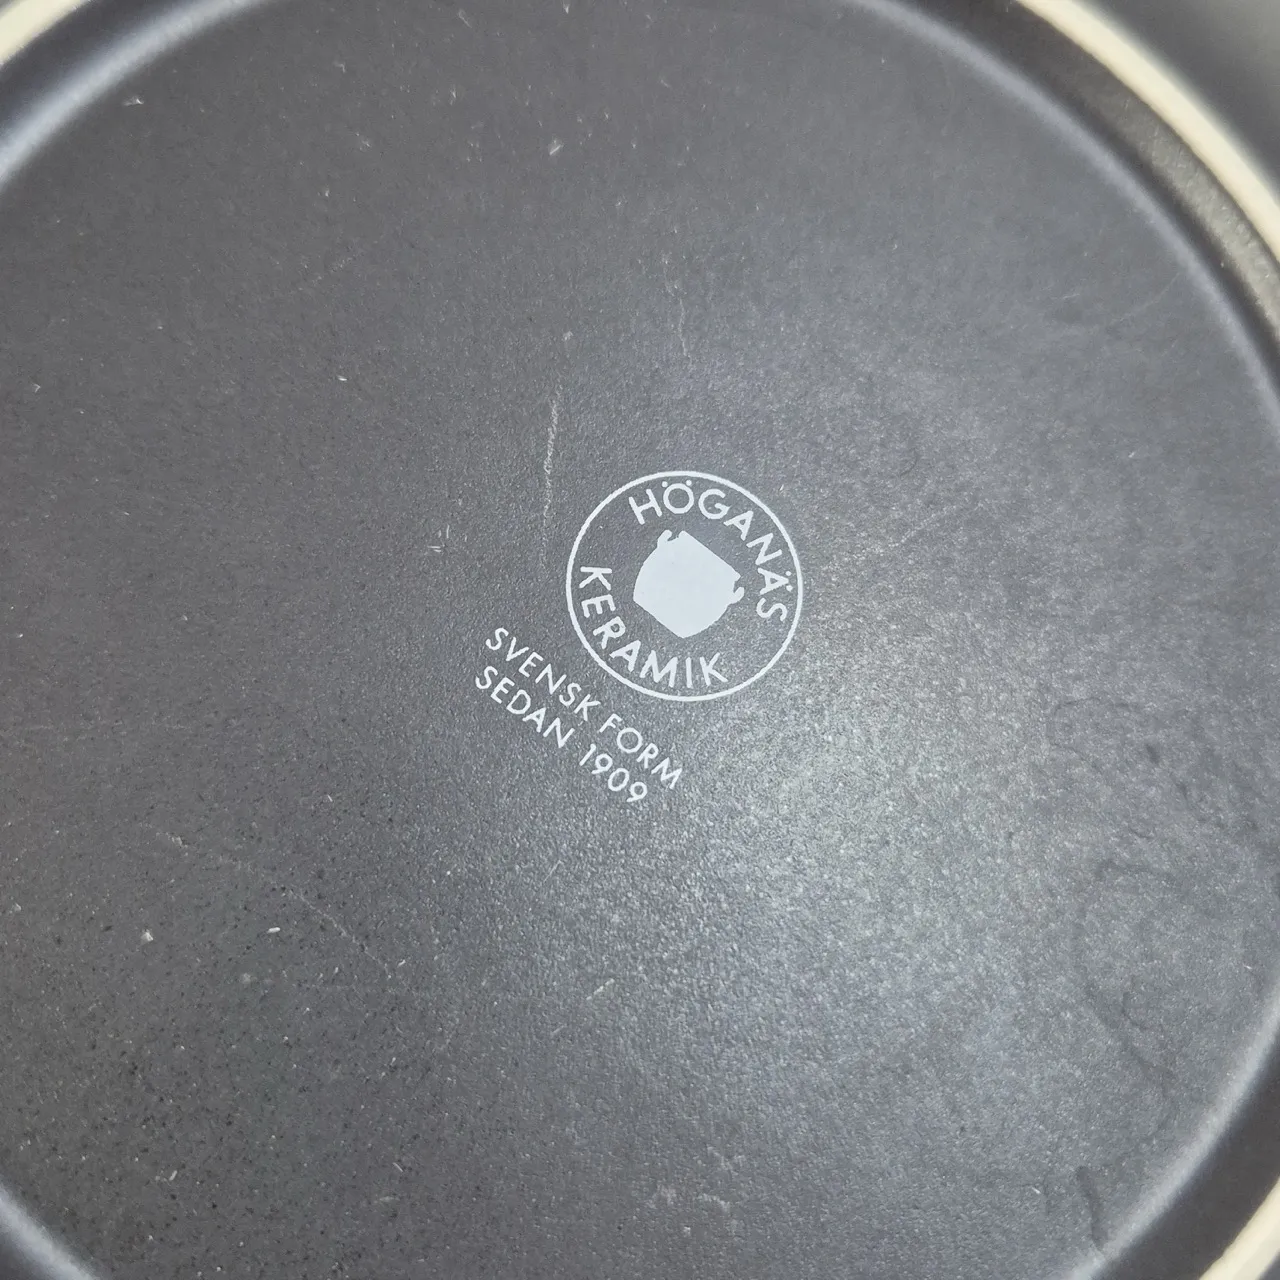 HÖGANÄS
KERAMIK
SVENSK FORM
SEDAN 1909